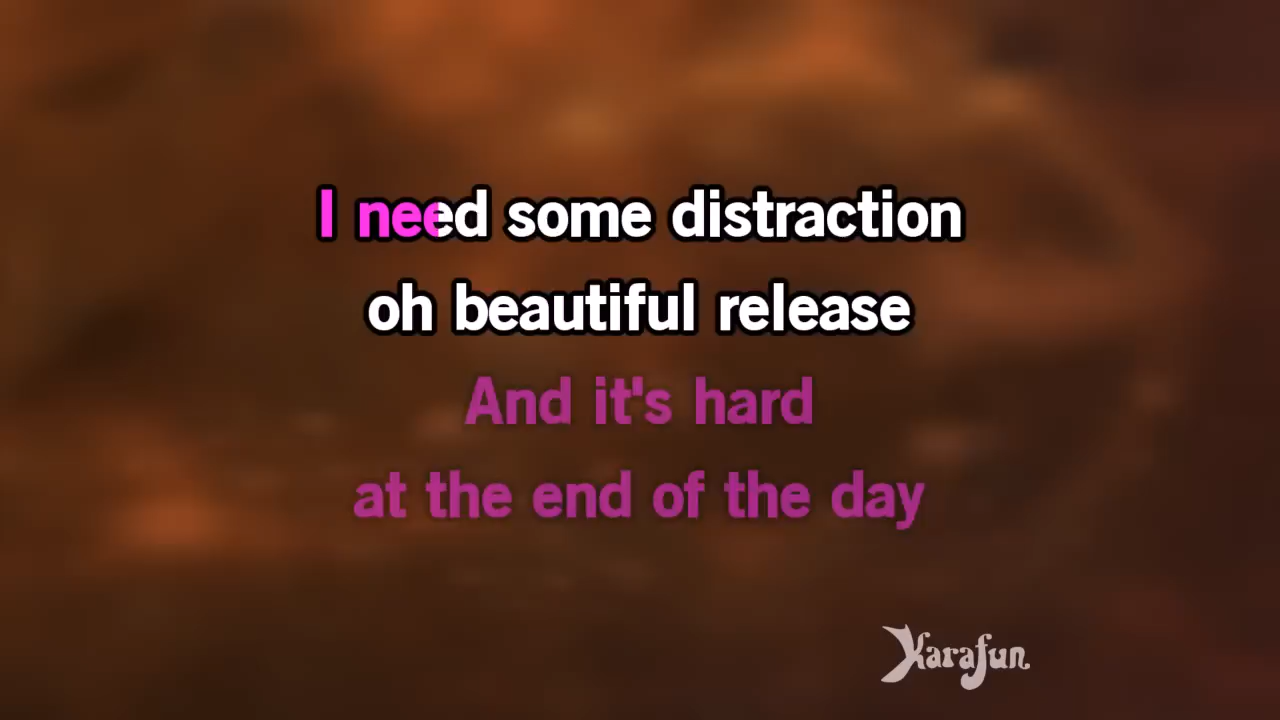 I need some distraction
oh beautiful release
And it's hard
at the end of the day
Karafun